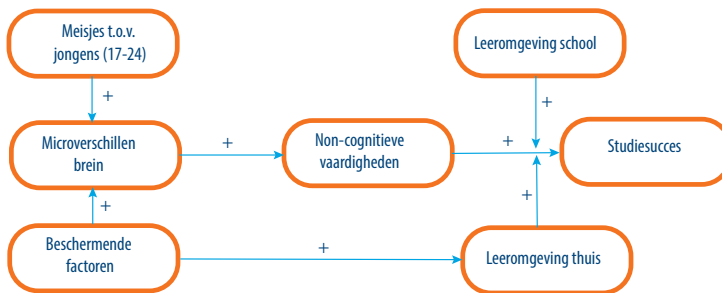 Meisjes t.o.v.
jongens (17-24)
Leeromgeving school
+
+
Microverschillen
brein
+
Non-cognitieve
vaardigheden
+
Studiesucces
+
+
Beschermende
factoren
+
Leeromgeving thuis